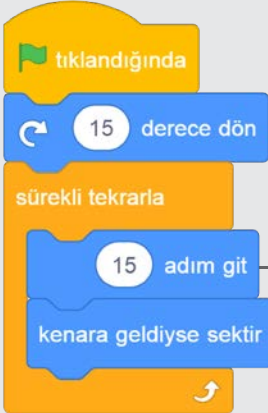 tıklandığında
15 derece dön
sürekli tekrarla
15 adım git
kenara geldiyse sektir